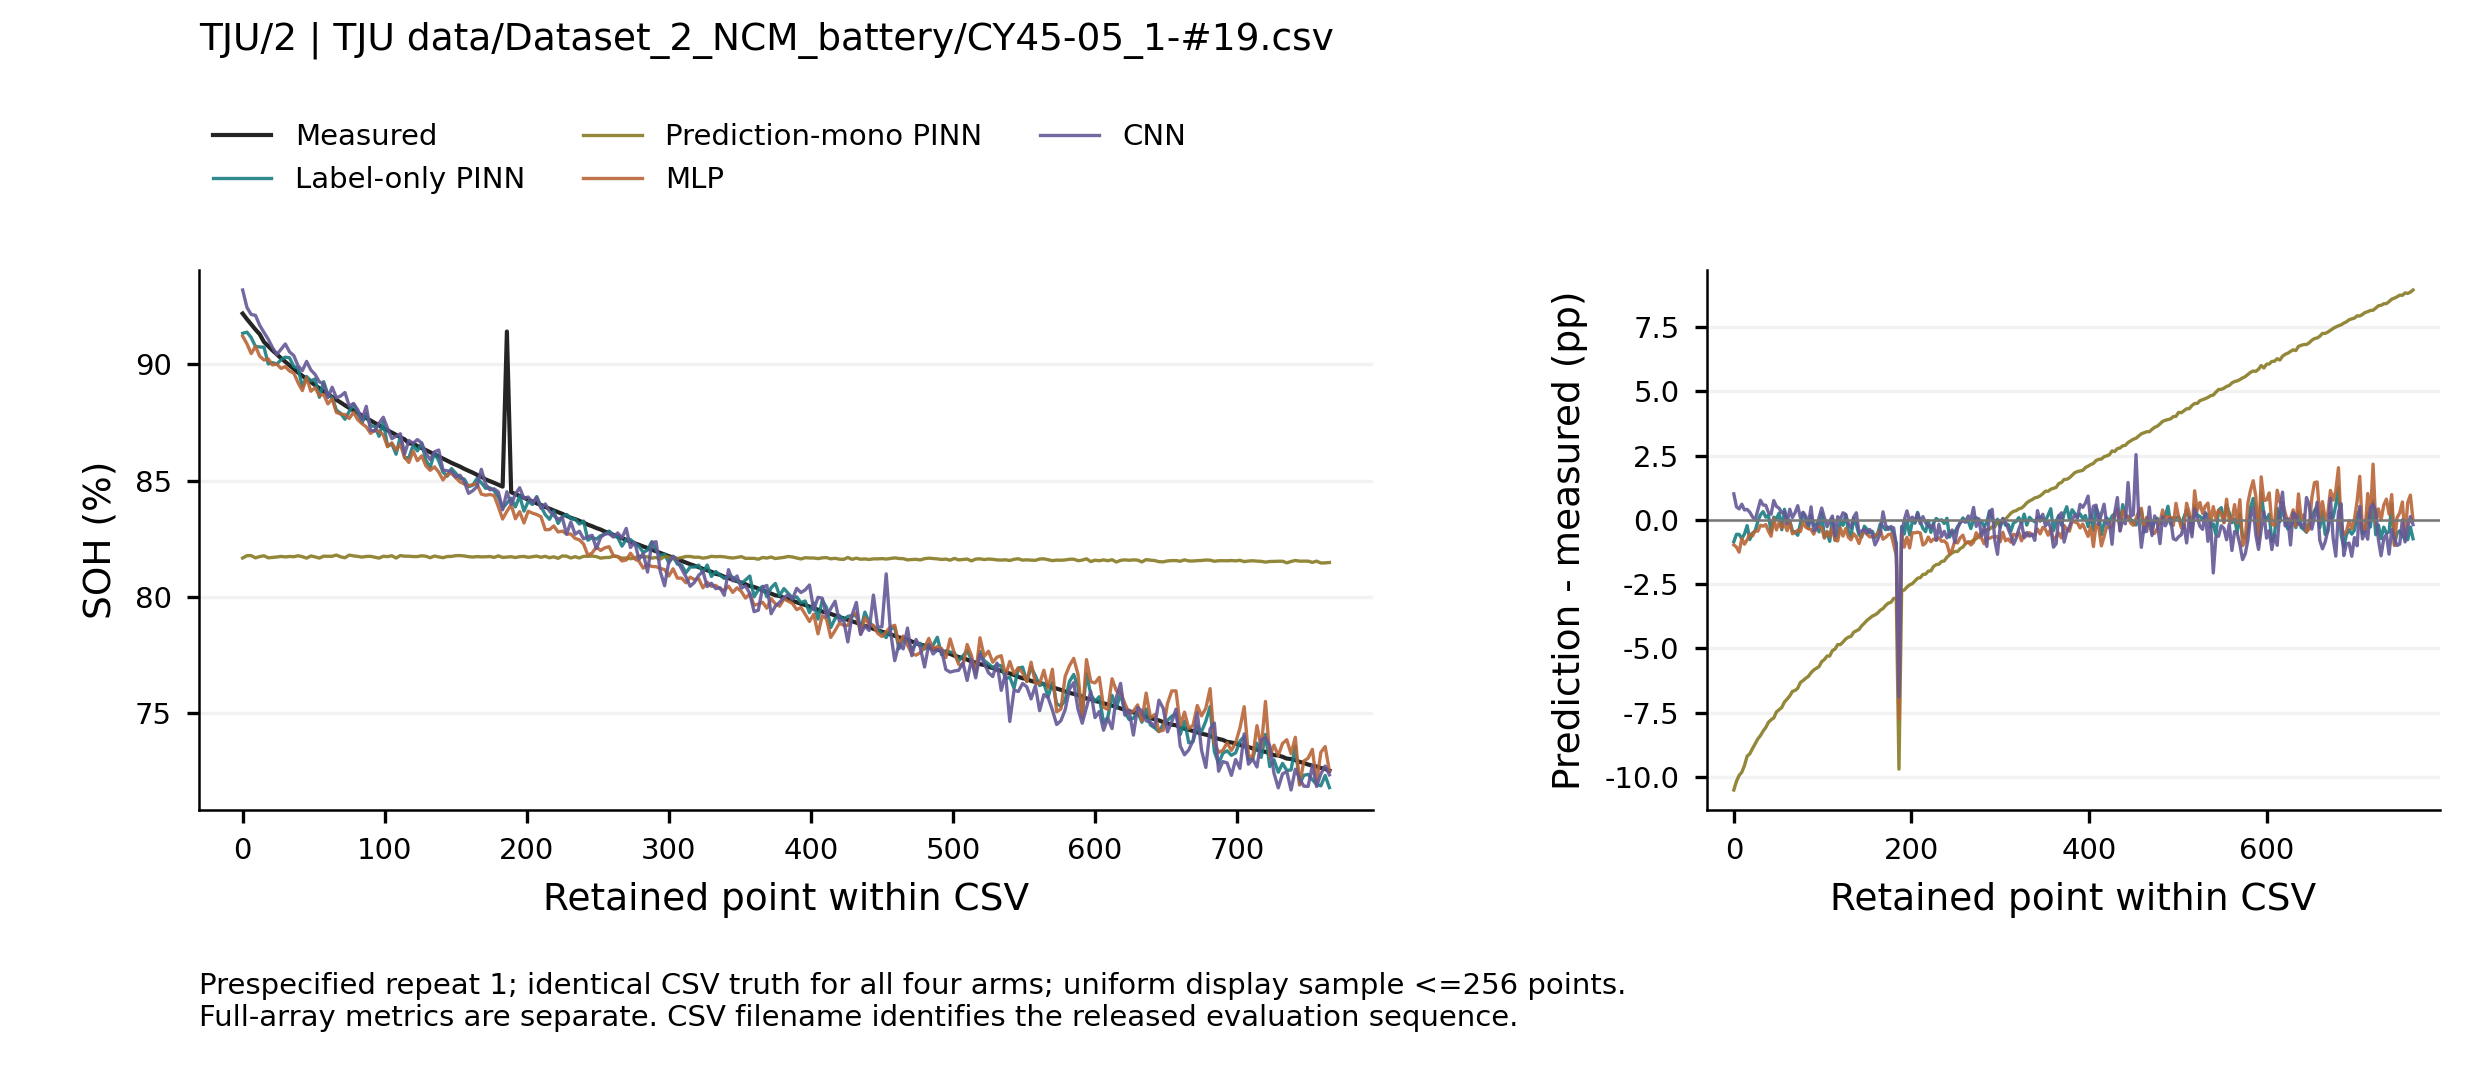 TJU/2 | TJU data/Dataset_2_NCM_battery/CY45-05_1-#19.csv
Measured
Prediction-mono PINN
CNN
Label-only PINN
MLP
SOH (%)
90
85
80
75
0 100 200 300 400 500 600 700
Retained point within CSV
Prediction - measured (pp)
7.5
5.0
2.5
0.0
-2.5
-5.0
-7.5
-10.0
0 200 400 600
Retained point within CSV
Prespecified repeat 1; identical CSV truth for all four arms; uniform display sample <=256 points.
Full-array metrics are separate. CSV filename identifies the released evaluation sequence.